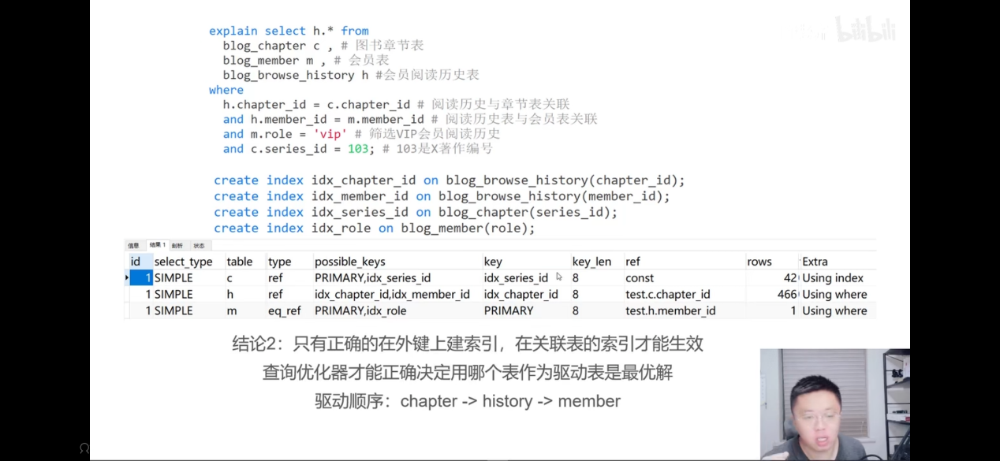 bilibili
explain select h.* from
blog_chapter c , # 图书章节表
blog_member m , # 会员表
blog_browse_history h #会员阅读历史表
where
h.chapter_id = c.chapter_id # 阅读历史与章节表关联
and h.member_id = m.member_id # 阅读历史表与会员表关联
and m.role = 'vip' # 筛选VIP会员阅读历史
and c.series_id = 103; # 103是X著作编号
create index idx_chapter_id on blog_browse_history(chapter_id);
create index idx_member_id on blog_browse_history(member_id);
create index idx_series_id on blog_chapter(series_id);
create index idx_role on blog_member(role);
信息 结果 1 剖析 状态
id select_type table type possible_keys key key_len ref rows Extra
1 SIMPLE c ref PRIMARY,idx_series_id idx_series_id 8 const 42 Using index
1 SIMPLE h ref idx_chapter_id,idx_member_id idx_chapter_id 8 test.c.chapter_id 466 Using where
1 SIMPLE m eq_ref PRIMARY,idx_role PRIMARY 8 test.h.member_id 1 Using where
结论2：只有正确的在外键上建索引，在关联表的索引才能生效
查询优化器才能正确决定用哪个表作为驱动表是最优解
驱动顺序：chapter -> history -> member